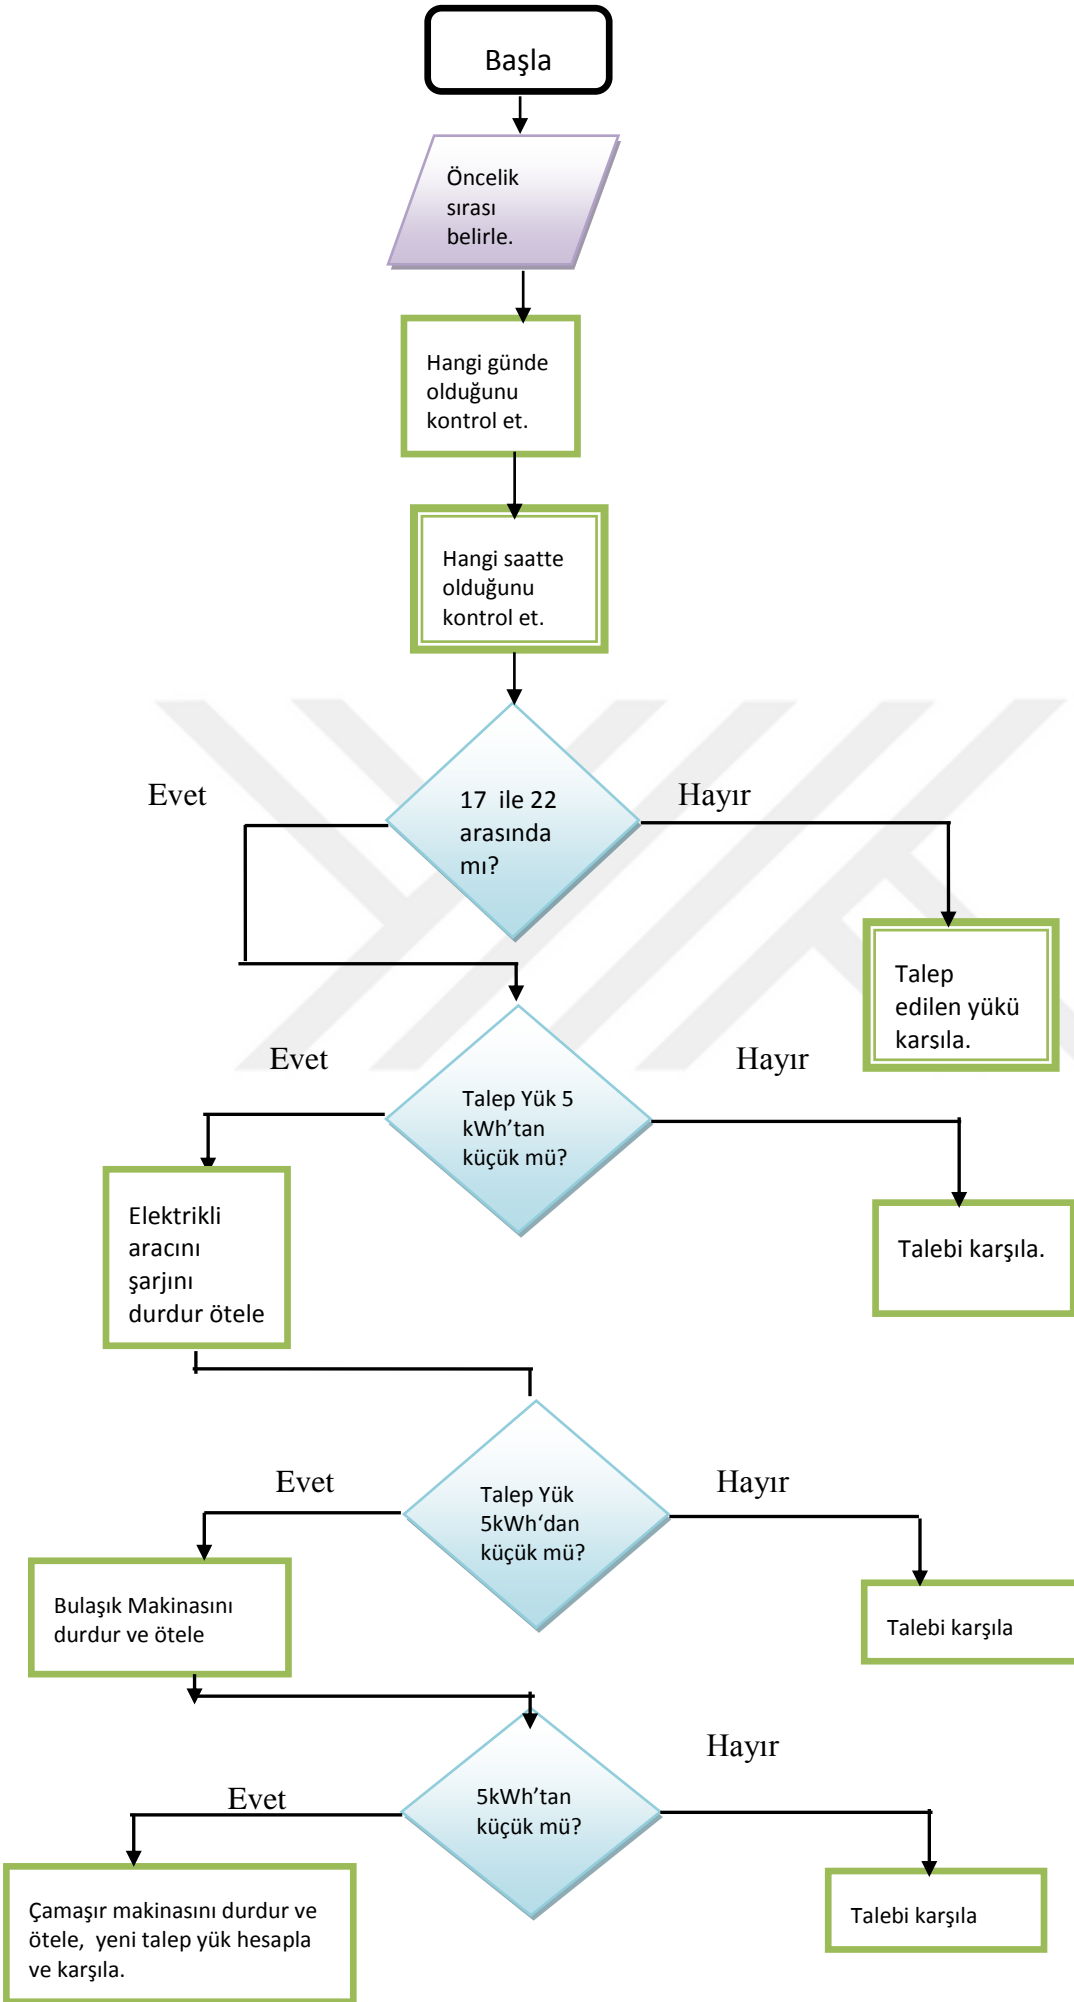 Başla
Öncelik
sırası
belirle.
Hangi günde
olduğunu
kontrol et.
Hangi saatte
olduğunu
kontrol et.
Evet
17 ile 22
arasında
mı?
Hayır
Talep
edilen yükü
karsıla.
Evet
Talep Yük 5
kWh’tan
küçük mü?
Hayır
Elektrikli
aracını
şarjını
durdur ötele
Talebi karşıla.
Evet
Talep Yük
5kWh‘dan
küçük mü?
Hayır
Bulaşık Makinasını
durdur ve ötele
Talebi karşıla
Evet
5kWh’tan
küçük mü?
Hayır
Çamaşır makinasını durdur ve
ötele, yeni talep yük hesapla
ve karşıla.
Talebi karşıla